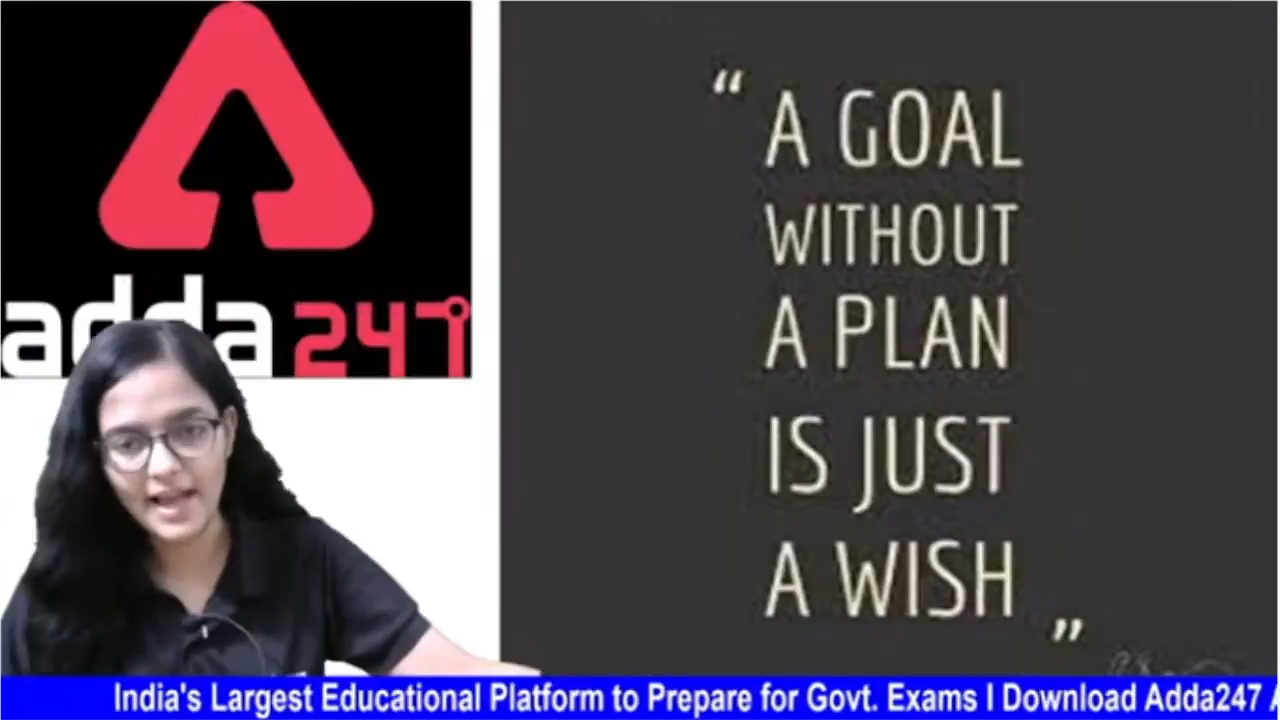 adda247
“ A GOAL
WITHOUT
A PLAN
IS JUST
A WISH ”
India's Largest Educational Platform to Prepare for Govt. Exams I Download Adda247 A